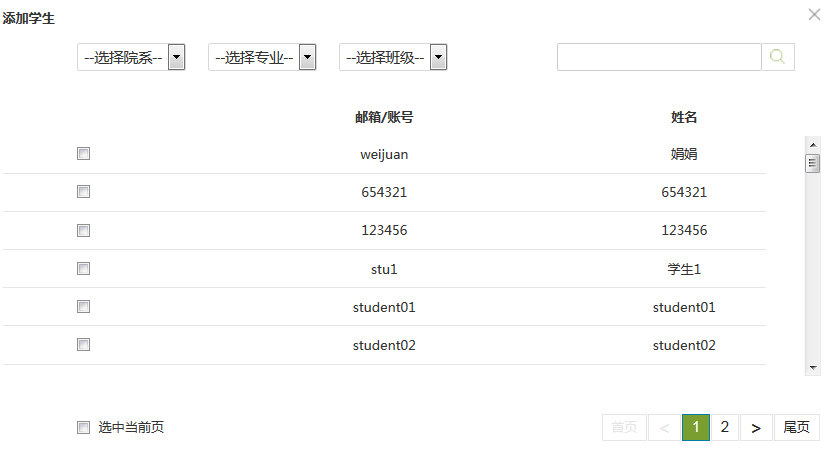 添加学生
--选择院系-- --选择专业-- --选择班级--
邮箱/账号 姓名
weijuan 娟娟
654321 654321
123456 123456
stu1 学生1
student01 student01
student02 student02
选中当前页 首页 < 1 2 > 尾页